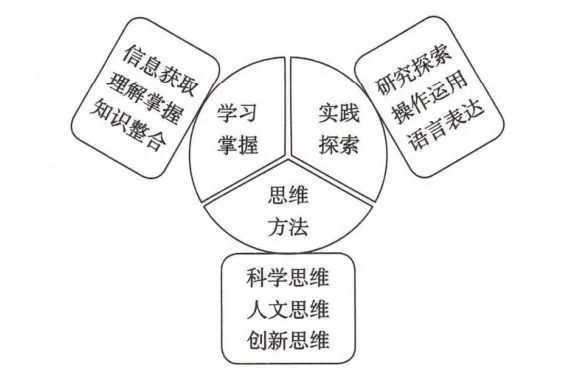 信息获取
理解掌握
知识整合
学习
掌握
实践
探索
研究探索
操作运用
语言表达
思维
方法
科学思维
人文思维
创新思维